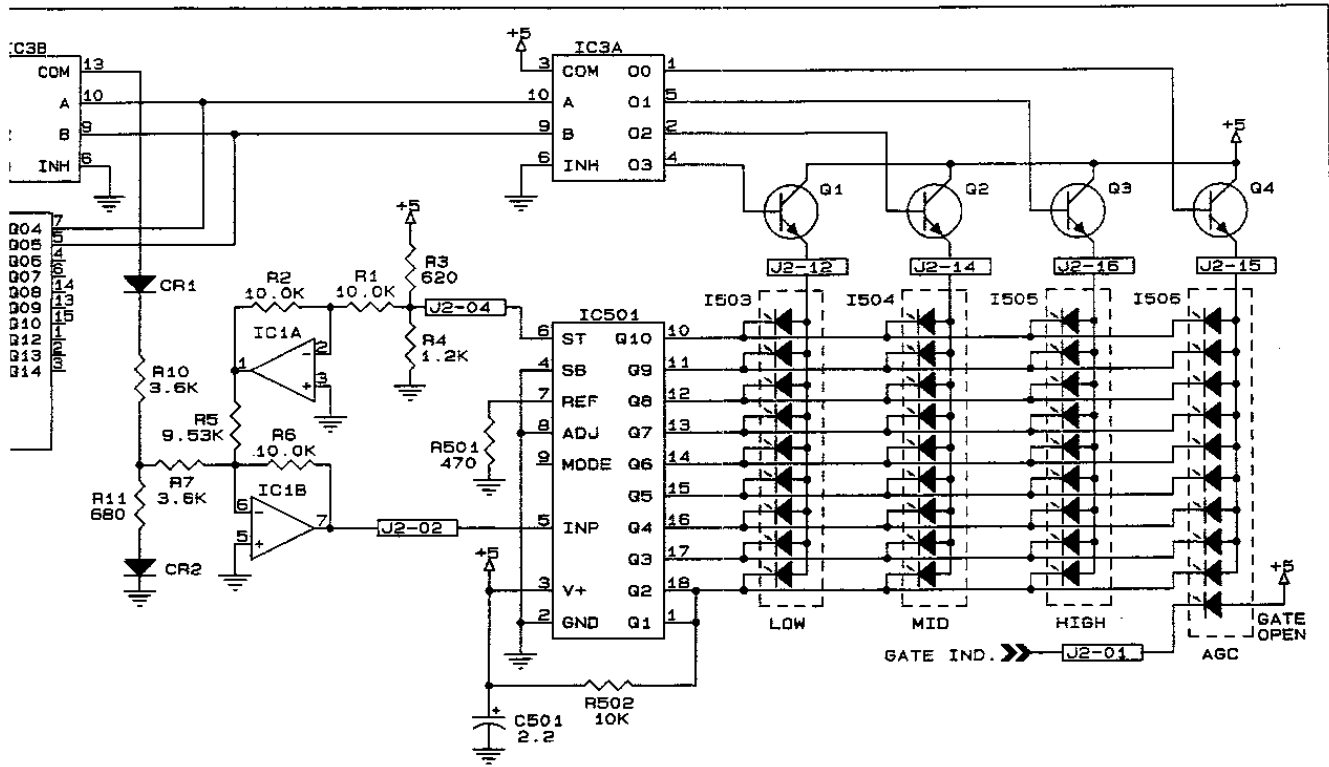 IC3B
COM 13
A 10
B 9
INH 6
+5
IC3A
3 COM O0 1
10 A O1 5
9 B O2 2
6 INH O3 4
+5
Q1
Q2
Q3
Q4
Q04 7
Q05 5
Q06 4
Q07 6
Q08 14
Q09 13
Q10 15
Q12 1
Q13 2
Q14 3
CR1
R10
3.6K
R11
680
CR2
R7
3.6K
R5
9.53K
R6
10.0K
R2
10.0K
R1
10.0K
+5
R3
620
R4
1.2K
IC1A
1
2
3
-
+
IC1B
6
5
7
-
+
J2-04
J2-02
J2-12
J2-14
J2-16
J2-15
IC501
6 ST Q10 10
4 SB Q9 11
7 REF Q8 12
8 ADJ Q7 13
9 MODE Q6 14
Q5 15
5 INP Q4 16
Q3 17
3 V+ Q2 18
2 GND Q1 1
R501
470
+5
R502
10K
+
C501
2.2
I503
I504
I505
I506
LOW
MID
HIGH
AGC
+5
GATE
OPEN
GATE IND.
J2-01